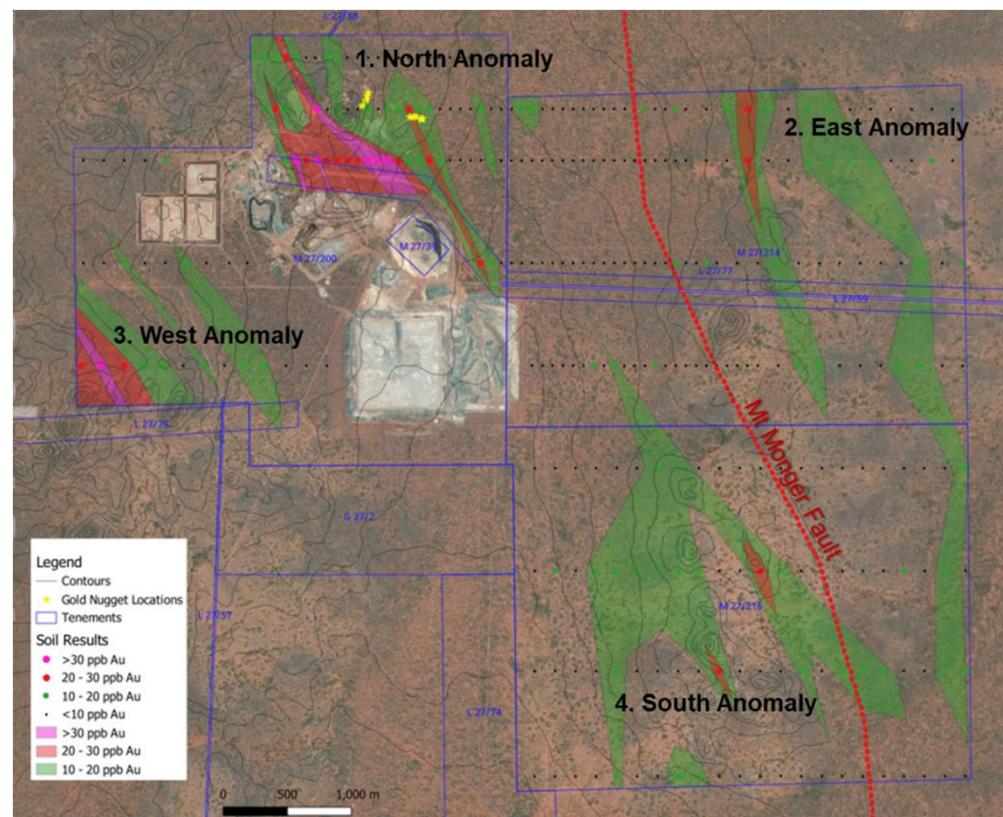 L 27/58
1. North Anomaly
2. East Anomaly
M 27/39
M 27/200
M 27/214
L 27/77
L 27/59
3. West Anomaly
L 27/79
Mt Monger Fault
G 27/2
Legend
Contours
Gold Nugget Locations
Tenements
Soil Results
>30 ppb Au
20 - 30 ppb Au
10 - 20 ppb Au
<10 ppb Au
>30 ppb Au
20 - 30 ppb Au
10 - 20 ppb Au
L 27/57
M 27/216
4. South Anomaly
L 27/74
0 500 1,000 m